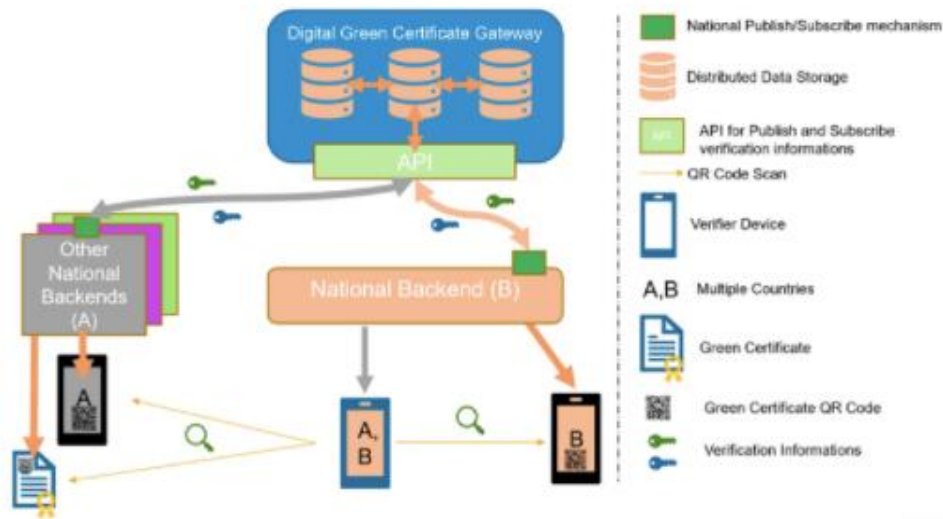 Digital Green Certificate Gateway
API
Other
National
Backends
(A)
National Backend (B)
A
A,
B
B
National Publish/Subscribe mechanism
Distributed Data Storage
API
API for Publish and Subscribe
verification informations
QR Code Scan
Verifier Device
A,B
Multiple Countries
Green Certificate
Green Certificate QR Code
Verification Informations